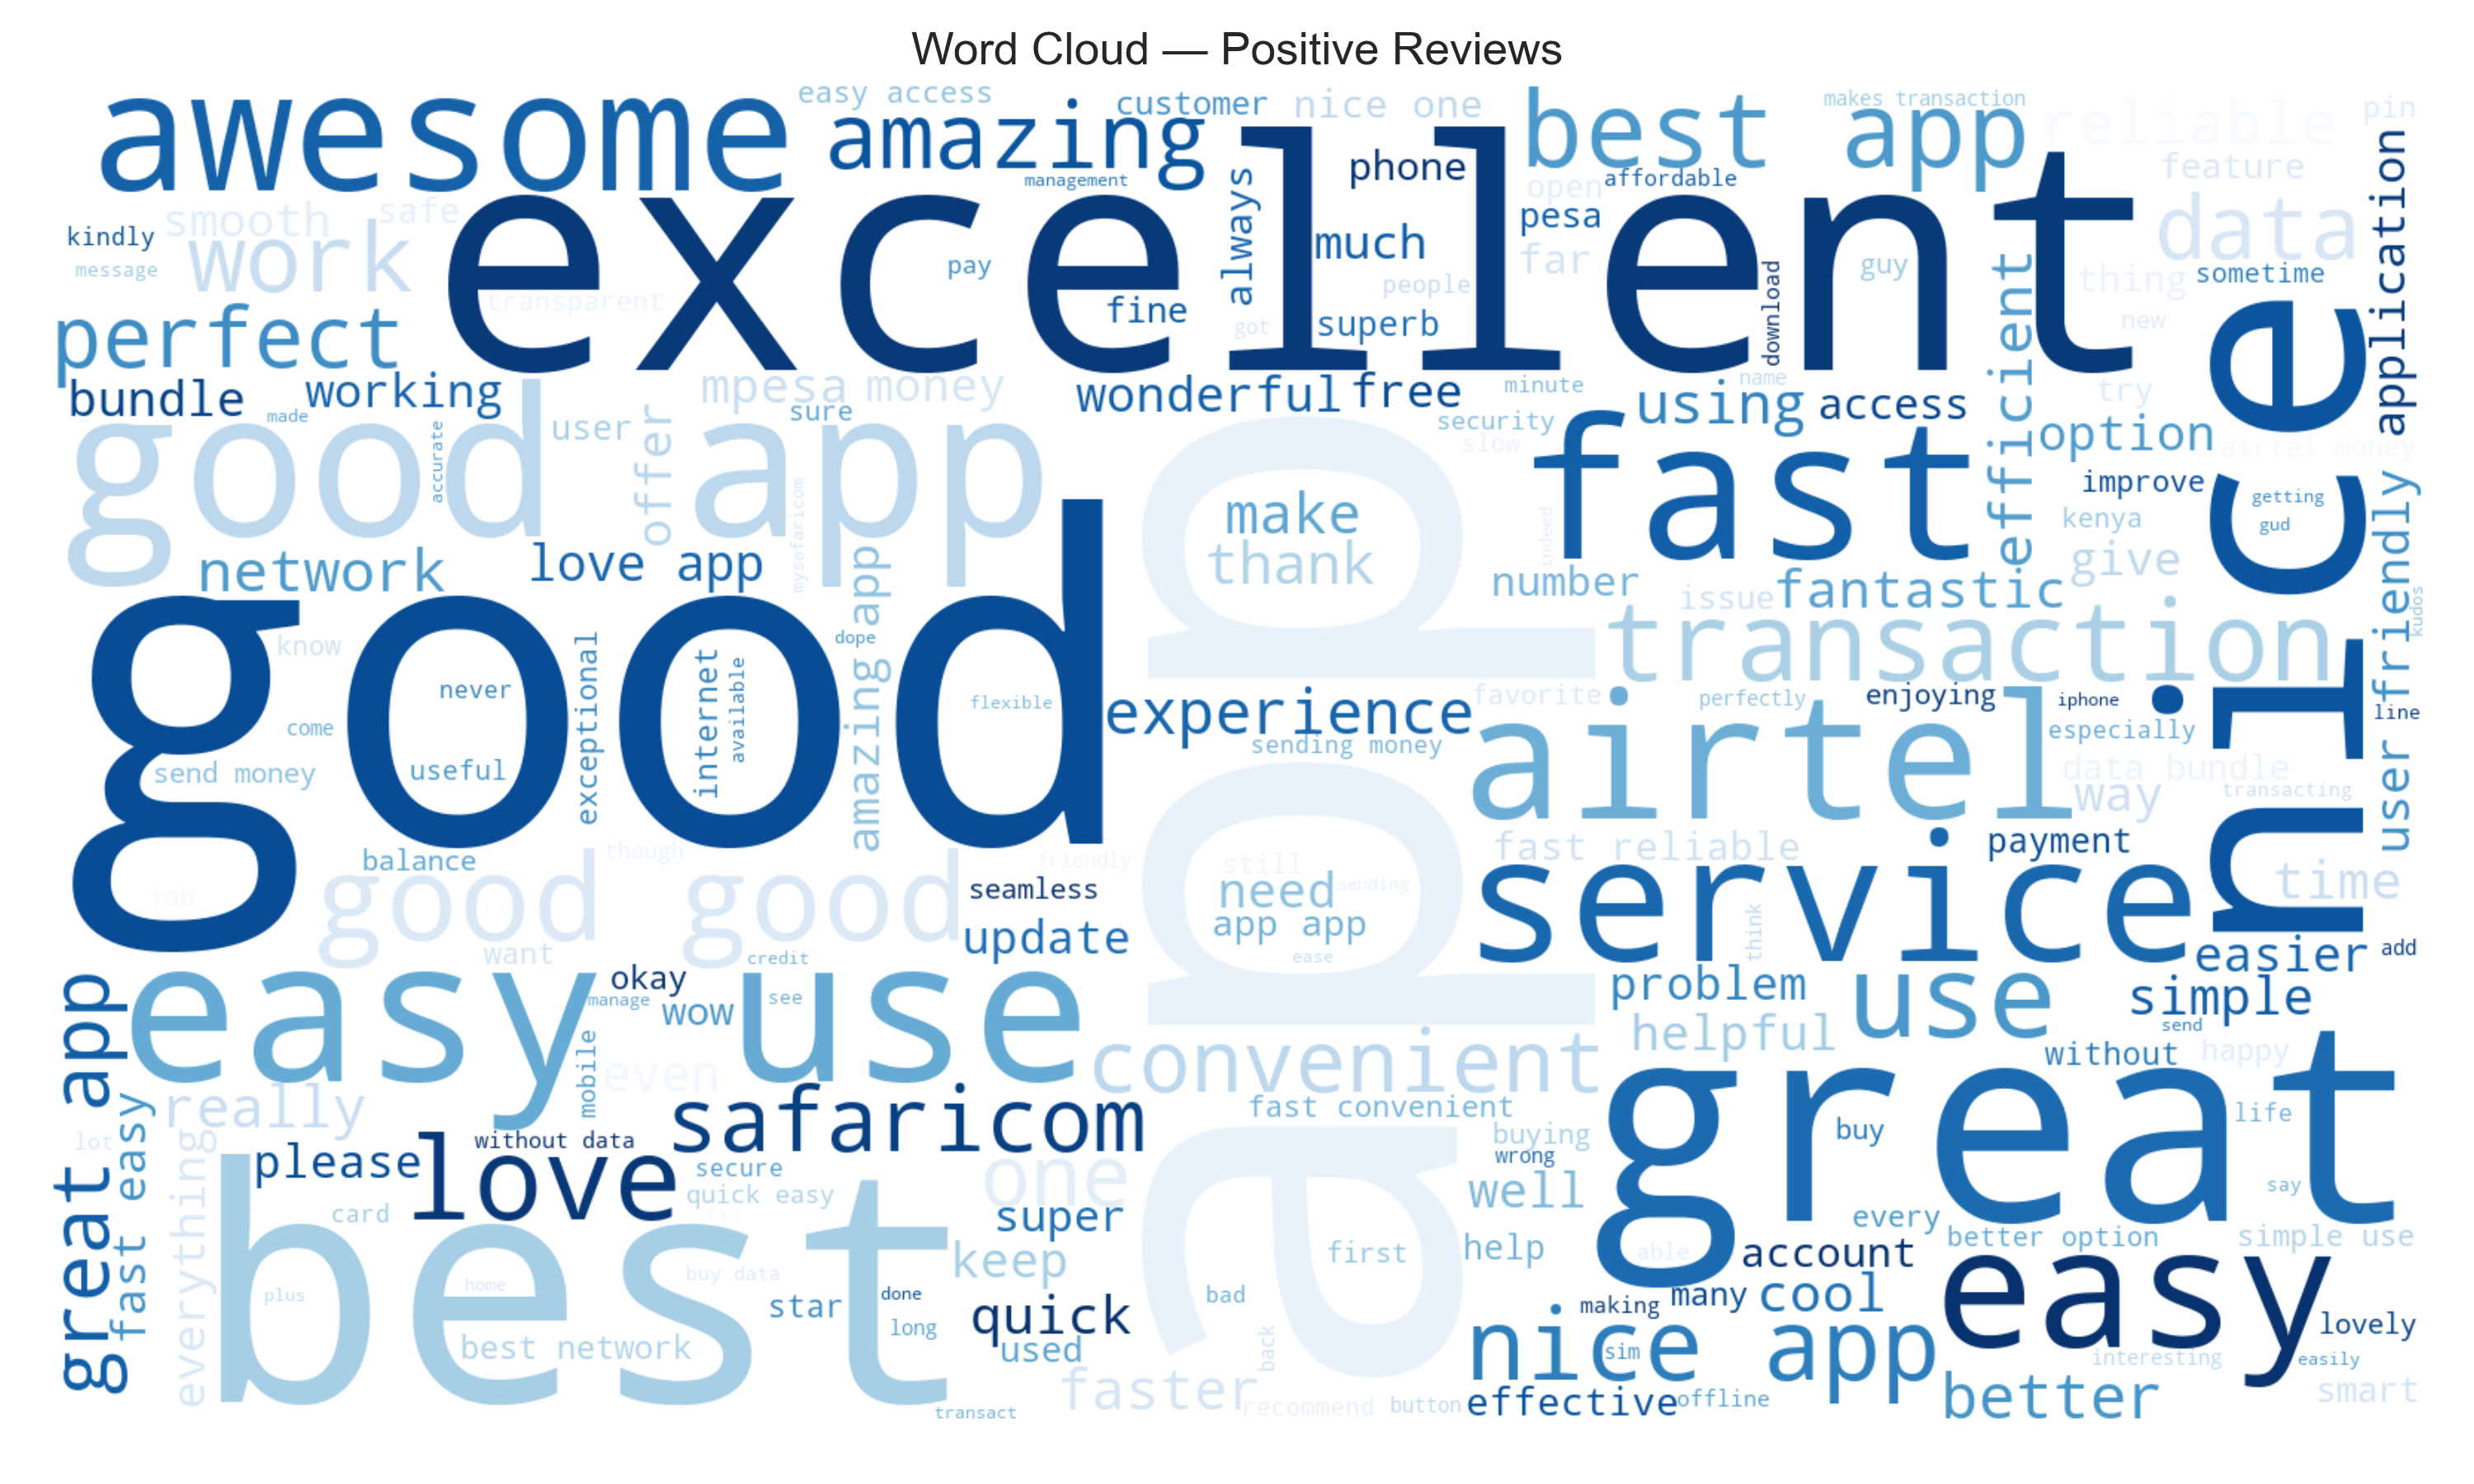 Word Cloud — Positive Reviews
awesome
easy access
customer
nice one
best app
makes transaction
reliable
pin
amazing
management
phone
open
affordable
feature
application
excellent
smooth
safe
kindly
message
work
always
much
pesa
far
data
pay
people
guy
thing
sometime
transparent
fine
got
superb
download
efficient
new
nice
perfect
bundle
working
made
mpesa
money
sure
wonderful
free
minute
name
using
access
try
security
slow
option
airtel money
good app
accurate
user
offer
mysafaricom
fast
improve
getting
gud
kenya
make
thank
indeed
give
user friendly
kudos
network
love app
amazing app
number
issue
fantastic
transaction
good
know
never
come
useful
send money
exceptional
internet
available
dope
flexible
experience
sending money
favorite
perfectly
enjoying
iphone
especially
line
airtel
data bundle
way
transacting
app
balance
though
job
good good
want
friendly
seamless
update
credit
still
need
sending
app app
ease
fast reliable
payment
service
think
time
easier
add
easy use
okay
manage
wow
see
mobile
even
problem
use
simple
send
helpful
without
happy
convenient
great app
fast easy
really
lot
everything
please
without data
love
safaricom
secure
quick easy
fix
card
one
super
fast convenient
buying
wrong
well
great
buy
life
say
best
plus
home
buy data
best network
star
done
long
keep
quick
used
transact
first
bad
back
help
able
every
account
better option
simple use
easy
making
many
cool
nice app
sim
lovely
easily
interesting
faster
recommend
button
effective
offline
better
smart